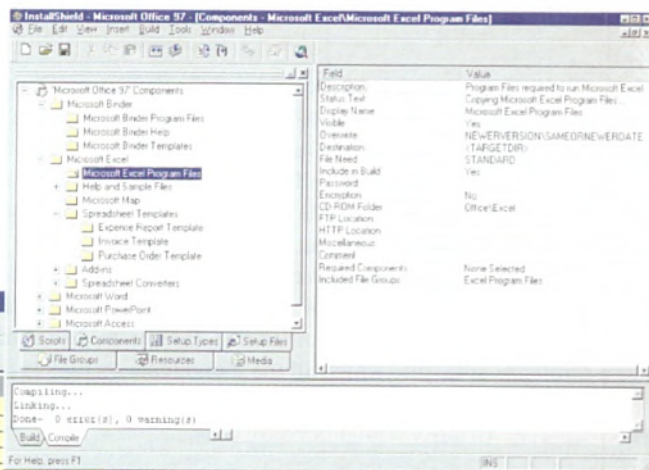 InstallShield - Microsoft Office 97 - [Components - Microsoft Excel\Microsoft Excel Program Files]
File Edit View Insert Build Tools Window Help
Microsoft Office 97 Components
Microsoft Binder
Microsoft Binder Program Files
Microsoft Binder Help
Microsoft Binder Templates
Microsoft Excel
Microsoft Excel Program Files
Help and Sample Files
Microsoft Map
Spreadsheet Templates
Expence Report Template
Invoice Template
Purchase Order Template
Add-ins
Spreadsheet Converters
Microsoft Word
Microsoft PowerPoint
Microsoft Access
Scripts Components Setup Types Setup Files
File Groups Resources Media
Field Value
Description Program Files required to run Microsoft Excel
Status Text Copying Microsoft Excel Program Files...
Display Name Microsoft Excel Program Files
Visible Yes
Overwrite NEWERVERSION\SAMEORNEWERDATE
Destination <TARGETDIR>
File Need STANDARD
Include in Build Yes
Password
Encryption No
CD-ROM Folder Office\Excel
FTP Location
HTTP Location
Miscellaneous
Comment
Required Components None Selected
Included File Groups Excel Program Files
Compiling...
Linking...
Done- 0 error(s), 0 warning(s)
Build Compile
For Help, press F1
INS